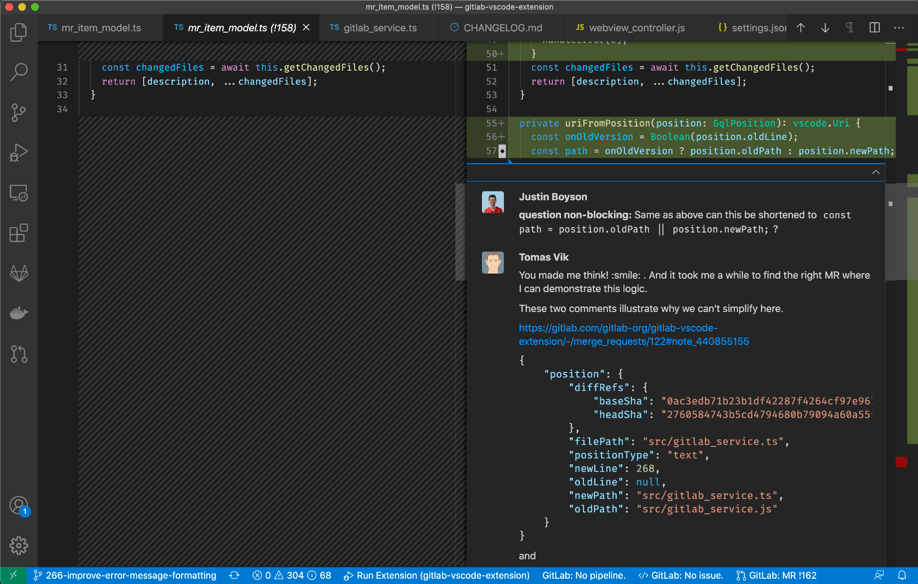 mr_item_model.ts (!158) — gitlab-vscode-extension
TS mr_item_model.ts
TS mr_item_model.ts (!158)
TS gitlab_service.ts
CHANGELOG.md
JS webview_controller.js
{} settings.json
31 const changedFiles = await this.getChangedFiles();
32 return [description, ...changedFiles];
33 }
34
50+ }
51 const changedFiles = await this.getChangedFiles();
52 return [description, ...changedFiles];
53 }
54
55+ private uriFromPosition(position: GqlPosition): vscode.Uri {
56+ const onOldVersion = Boolean(position.oldLine);
57 const path = onOldVersion ? position.oldPath : position.newPath;
Justin Boyson
question non-blocking: Same as above can this be shortened to const
path = position.oldPath || position.newPath; ?
Tomas Vik
You made me think! :smile: . And it took me a while to find the right MR where
I can demonstrate this logic.
These two comments illustrate why we can't simplify here.
https://gitlab.com/gitlab-org/gitlab-vscode-
extension/-/merge_requests/122#note_440855155
{
"position": {
"diffRefs": {
"baseSha": "0ac3edb71b23b1df42287f4264cf97e967
"headSha": "2760584743b5cd4794680b79094a60a55
},
"filePath": "src/gitlab_service.ts",
"positionType": "text",
"newLine": 268,
"oldLine": null,
"newPath": "src/gitlab_service.ts",
"oldPath": "src/gitlab_service.js"
}
}
and
1
266-improve-error-message-formatting
0 304 68
Run Extension (gitlab-vscode-extension)
GitLab: No pipeline.
GitLab: No issue.
GitLab: MR !162